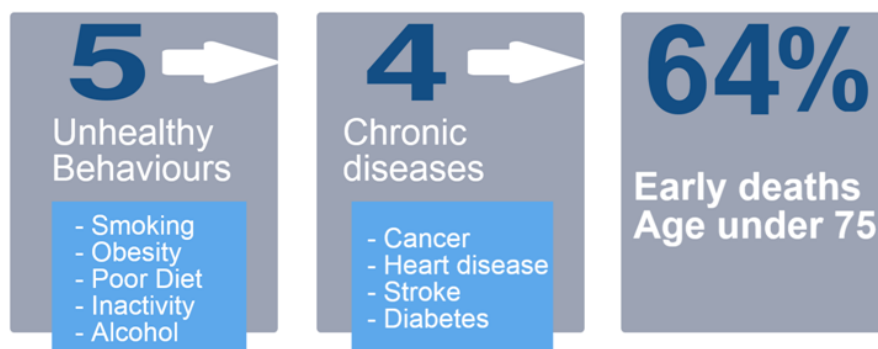 5
Unhealthy
Behaviours
- Smoking
- Obesity
- Poor Diet
- Inactivity
- Alcohol
4
Chronic
diseases
- Cancer
- Heart disease
- Stroke
- Diabetes
64%
Early deaths
Age under 75